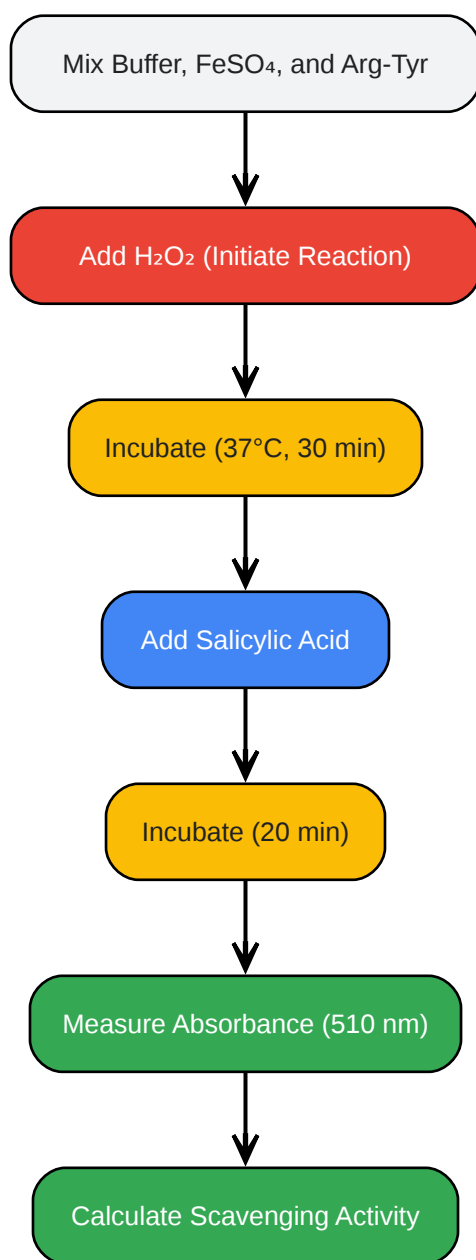 Mix Buffer, FeSO₄, and Arg-Tyr
Add H₂O₂ (Initiate Reaction)
Incubate (37°C, 30 min)
Add Salicylic Acid
Incubate (20 min)
Measure Absorbance (510 nm)
Calculate Scavenging Activity